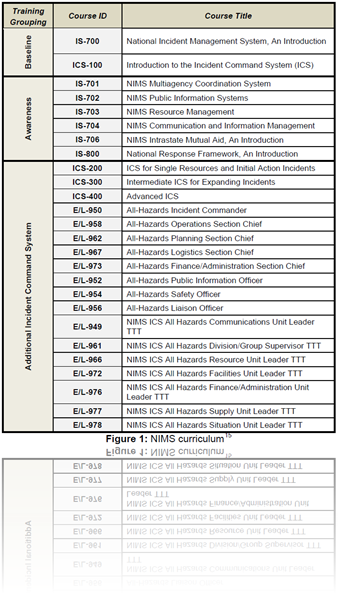 Training Grouping Course ID Course Title
Baseline
IS-700 National Incident Management System, An Introduction
ICS-100 Introduction to the Incident Command System (ICS)
Awareness
IS-701 NIMS Multiagency Coordination System
IS-702 NIMS Public Information Systems
IS-703 NIMS Resource Management
IS-704 NIMS Communication and Information Management
IS-706 NIMS Intrastate Mutual Aid, An Introduction
IS-800 National Response Framework, An Introduction
Additional Incident Command System
ICS-200 ICS for Single Resources and Initial Action Incidents
ICS-300 Intermediate ICS for Expanding Incidents
ICS-400 Advanced ICS
E/L-950 All-Hazards Incident Commander
E/L-958 All-Hazards Operations Section Chief
E/L-962 All-Hazards Planning Section Chief
E/L-967 All-Hazards Logistics Section Chief
E/L-973 All-Hazards Finance/Administration Section Chief
E/L-952 All-Hazards Public Information Officer
E/L-954 All-Hazards Safety Officer
E/L-956 All-Hazards Liaison Officer
E/L-949 NIMS ICS All Hazards Communications Unit Leader
TTT
E/L-961 NIMS ICS All Hazards Division/Group Supervisor TTT
E/L-966 NIMS ICS All Hazards Resource Unit Leader TTT
E/L-972 NIMS ICS All Hazards Facilities Unit Leader TTT
E/L-976 NIMS ICS All Hazards Finance/Administration Unit
Leader TTT
E/L-977 NIMS ICS All Hazards Supply Unit Leader TTT
E/L-978 NIMS ICS All Hazards Situation Unit Leader TTT
Figure 1: NIMS curriculum